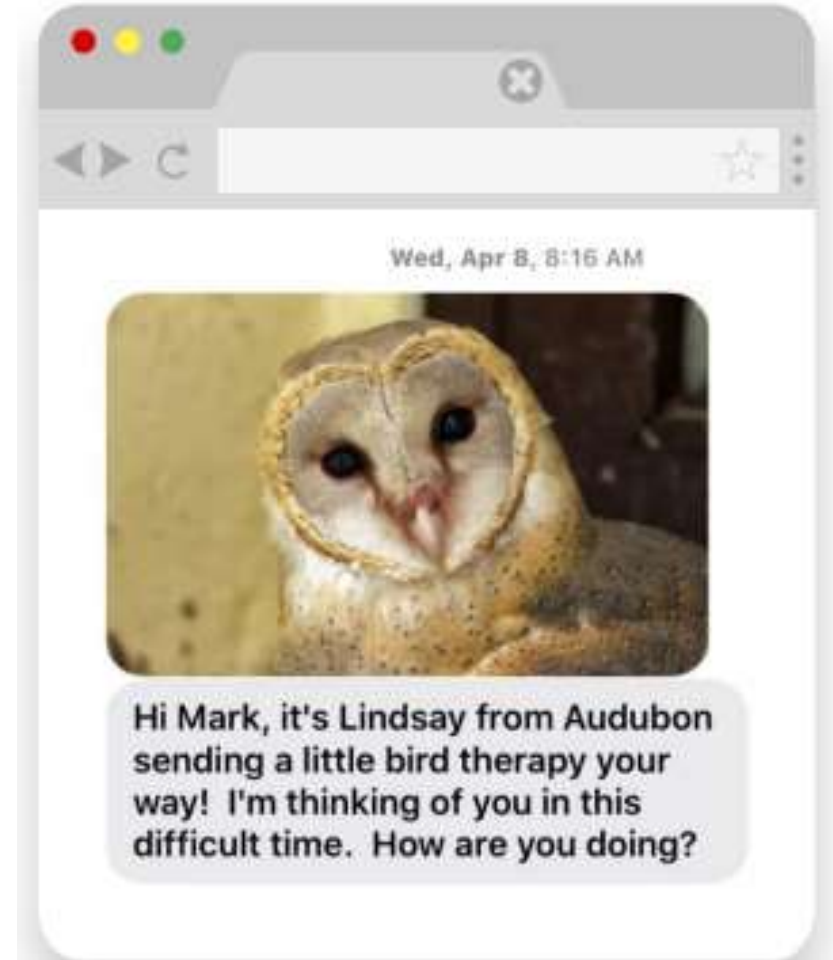 Wed, Apr 8, 8:16 AM
Hi Mark, it's Lindsay from Audubon
sending a little bird therapy your
way!  I'm thinking of you in this
difficult time.  How are you doing?